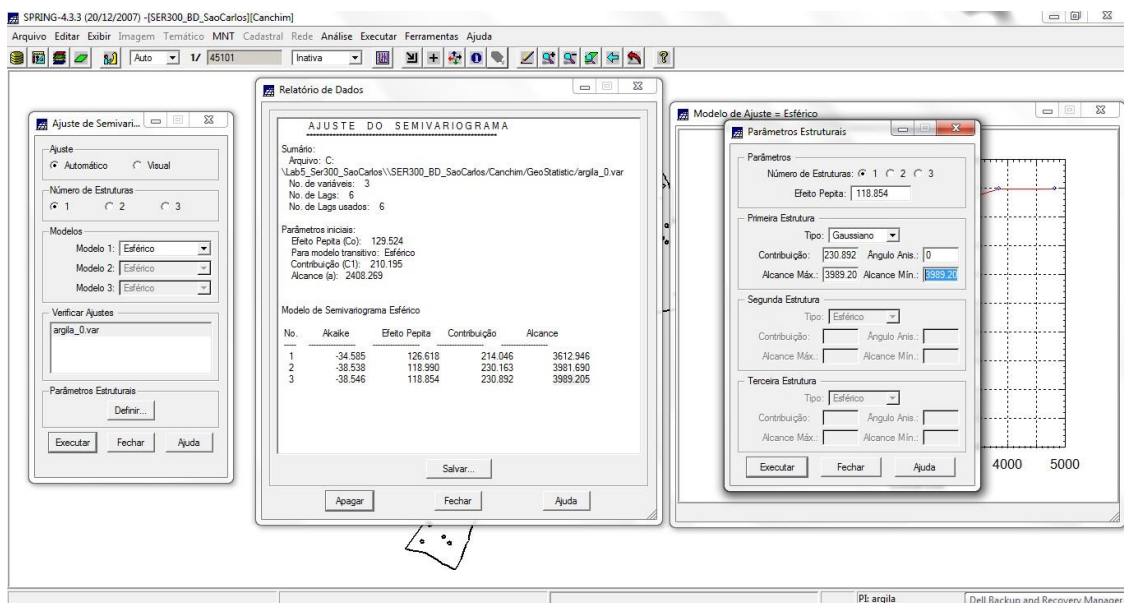 SPRING-4.3.3 (20/12/2007) -[SER300_BD_SaoCarlos][Canchim]
Arquivo Editar Exibir Imagem Temático MNT Cadastral Rede Análise Executar Ferramentas Ajuda
Auto 1/ 45101 Inativa
Ajuste de Semivari...
Ajuste
Automático Visual
Número de Estruturas
1 2 3
Modelos
Modelo 1: Esférico
Modelo 2: Esférico
Modelo 3: Esférico
Verificar Ajustes
argila_0.var
Parâmetros Estruturais
Definir...
Executar Fechar Ajuda
Relatório de Dados
AJUSTE DO SEMIVARIOGRAMA
Sumário:
Arquivo: C:
\Lab5_Ser300_SaoCarlos\\SER300_BD_SaoCarlos/Canchim/GeoStatistic/argila_0.var
No. de variáveis: 3
No. de Lags: 6
No. de Lags usados: 6
Parâmetros iniciais:
Efeito Pepita (Co): 129.524
Para modelo transitivo: Esférico
Contribuição (C1): 210.195
Alcance (a): 2408.269
Modelo de Semivariograma Esférico
No. Akaike Efeito Pepita Contribuição Alcance
1 -34.585 126.618 214.046 3612.946
2 -38.538 118.990 230.163 3981.690
3 -38.546 118.854 230.892 3989.205
Salvar...
Apagar Fechar Ajuda
Modelo de Ajuste = Esférico
4000 5000
Parâmetros Estruturais
Parâmetros
Número de Estruturas: 1 2 3
Efeito Pepita: 118.854
Primeira Estrutura
Tipo: Gaussiano
Contribuição: 230.892 Ângulo Anis.: 0
Alcance Máx.: 3989.20 Alcance Mín.: 3989.20
Segunda Estrutura
Tipo: Esférico
Contribuição: Ângulo Anis.:
Alcance Máx.: Alcance Mín.:
Terceira Estrutura
Tipo: Esférico
Contribuição: Ângulo Anis.:
Alcance Máx.: Alcance Mín.:
Executar Fechar Ajuda
PI: argila
Dell Backup and Recovery Manager